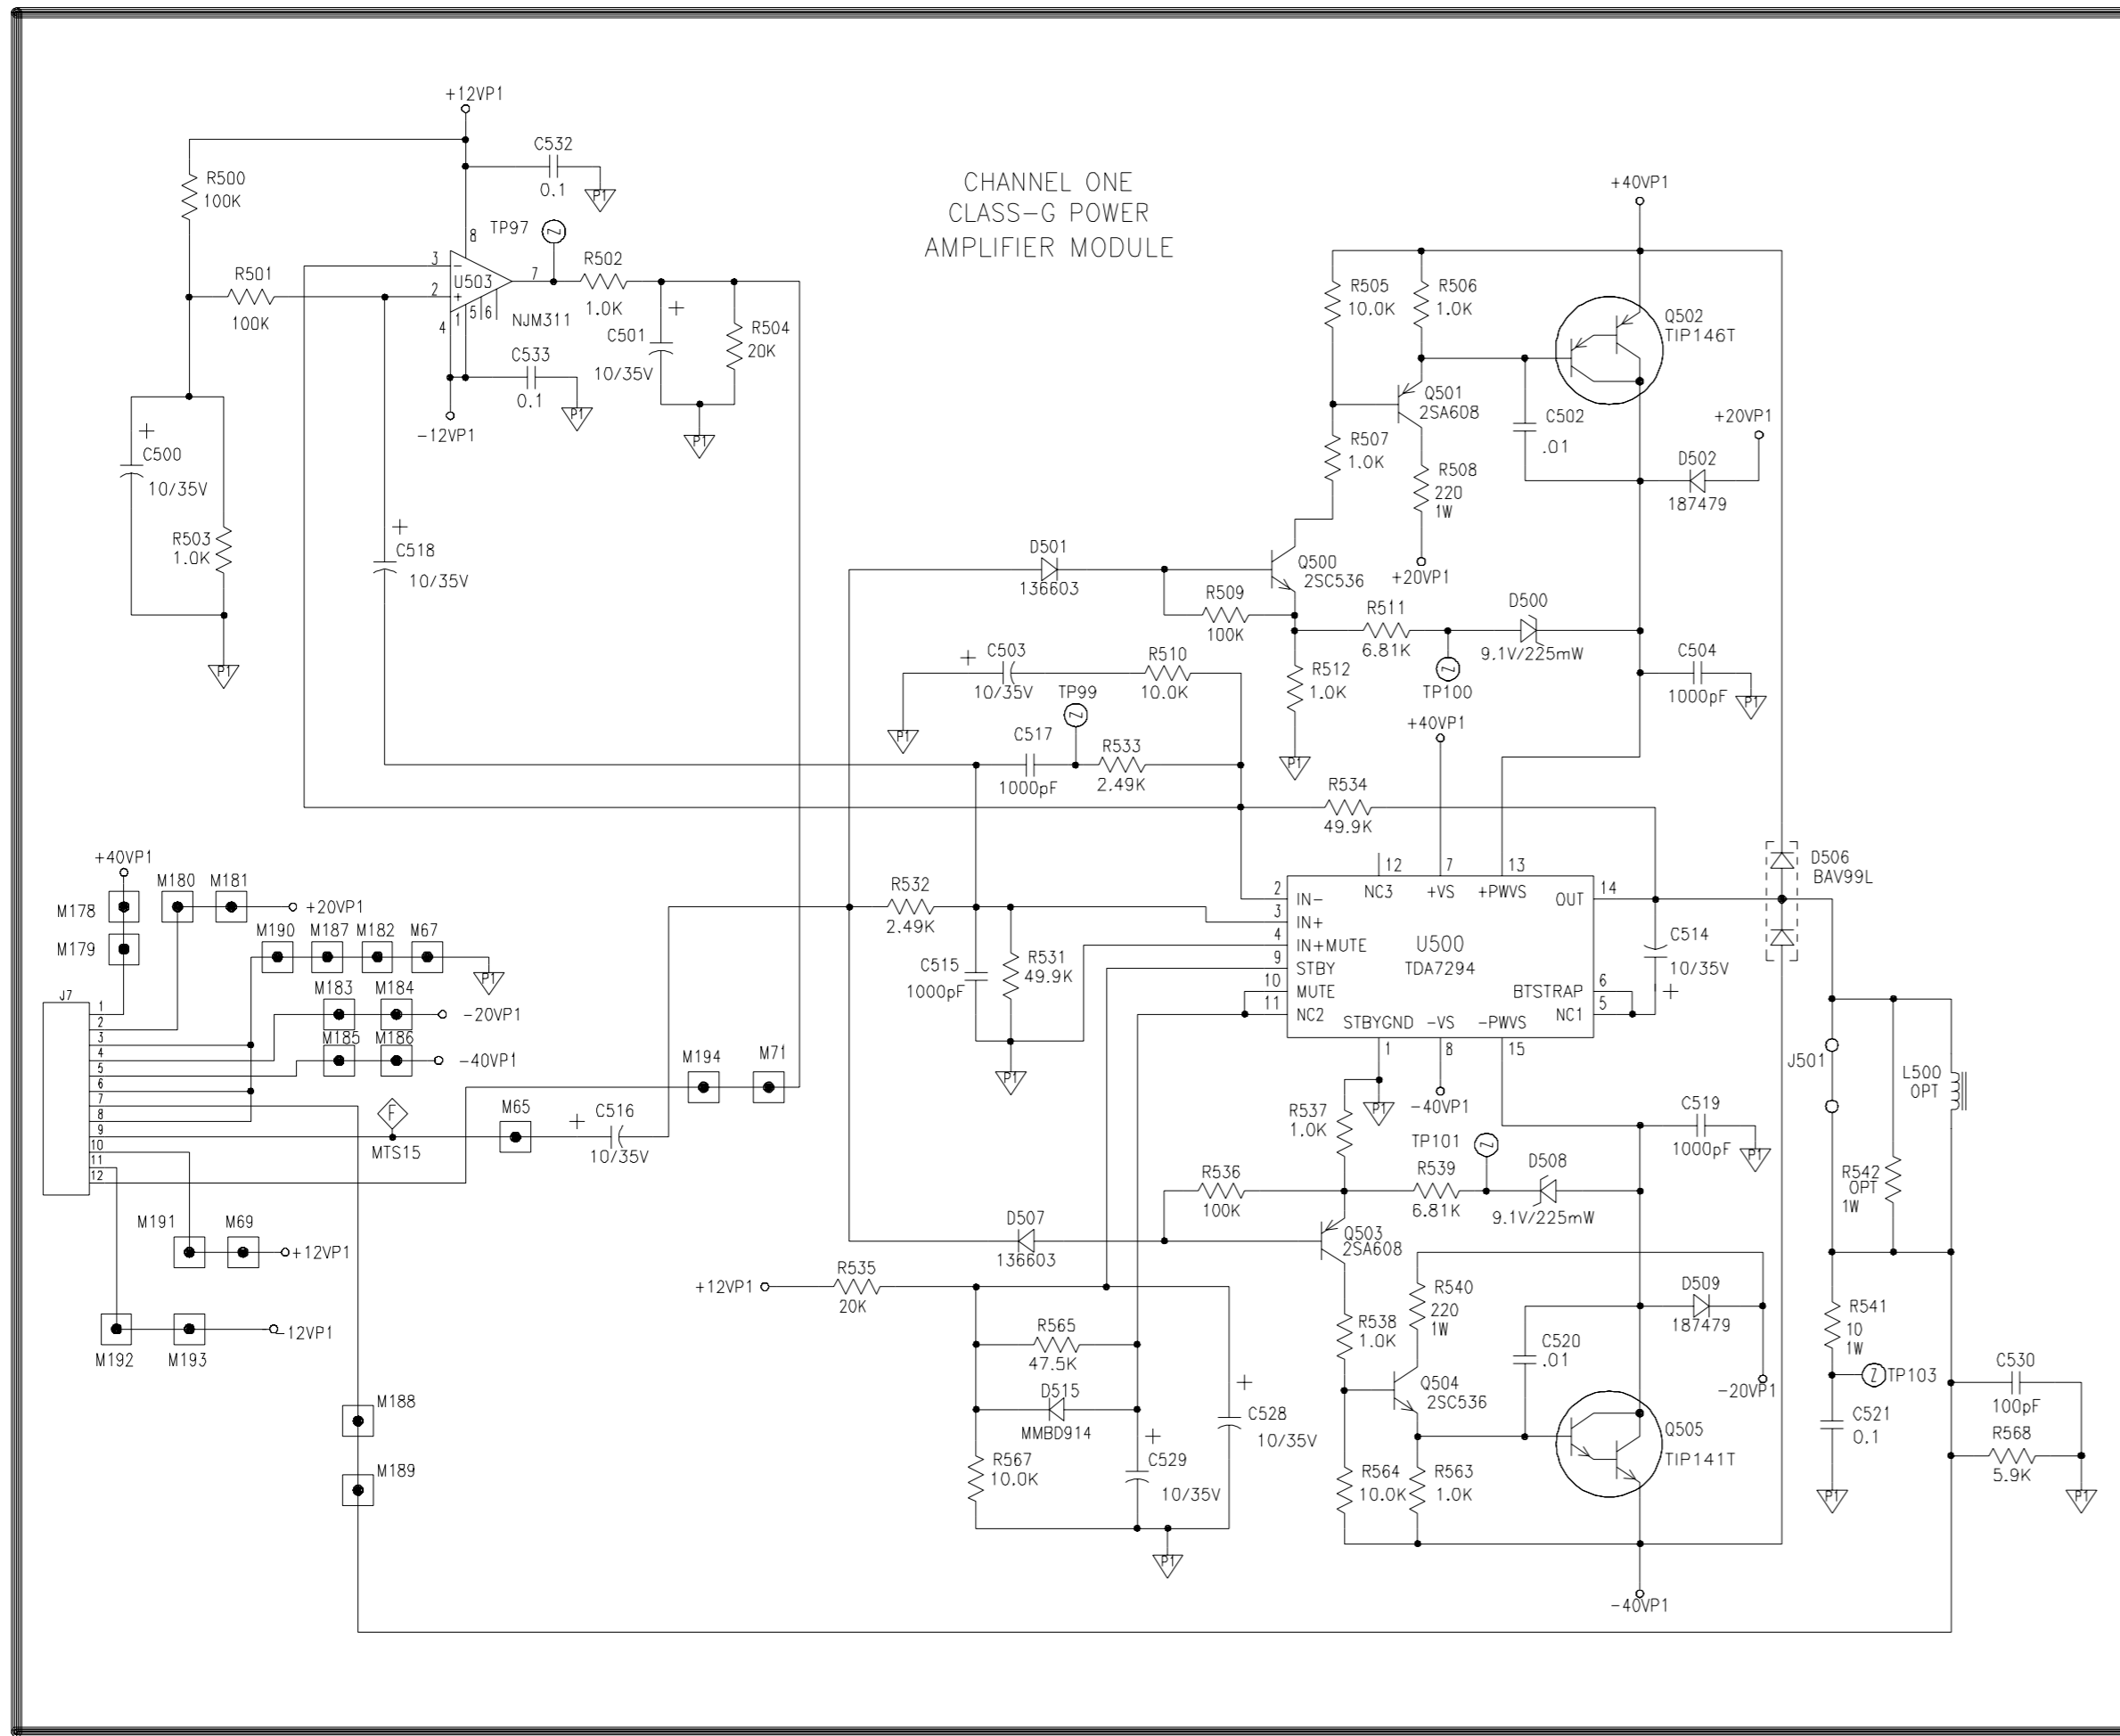 CHANNEL ONE
CLASS-G POWER
AMPLIFIER MODULE
+12VP1
C532
0.1
P1
R500
100K
TP97
Z
8
3
-
U503
7
2
+
4
1
5
6
NJM311
R501
100K
R502
1.0K
C501
+
10/35V
R504
20K
P1
C533
0.1
P1
-12VP1
+
C500
10/35V
R503
1.0K
P1
+
C518
10/35V
+40VP1
R505
10.0K
R506
1.0K
Q502
TIP146T
Q501
2SA608
C502
.01
+20VP1
R507
1.0K
R508
220
1W
D502
187479
+20VP1
D501
136603
Q500
2SC536
R509
100K
R511
6.81K
D500
9.1V/225mW
Z
TP100
R512
1.0K
P1
C504
1000pF
P1
+
C503
10/35V
R510
10.0K
P1
TP99
Z
C517
1000pF
R533
2.49K
+40VP1
R534
49.9K
D506
BAV99L
+40VP1
M178
M179
M180
M181
+20VP1
M190
M187
M182
M67
P1
M183
M184
-20VP1
M185
M186
-40VP1
J7
1
2
3
4
5
6
7
8
9
10
11
12
F
MTS15
M65
+
C516
10/35V
M194
M71
R532
2.49K
C515
1000pF
R531
49.9K
P1
2
IN-
3
IN+
4
IN+MUTE
9
STBY
10
MUTE
11
NC2
12
NC3
7
+VS
13
+PWVS
OUT
14
U500
TDA7294
BTSTRAP
6
NC1
5
STBYGND
-VS
-PWVS
1
8
15
C514
10/35V
+
J501
L500
OPT
R542
OPT
1W
R537
1.0K
P1
-40VP1
TP101
Z
C519
1000pF
P1
R536
100K
R539
6.81K
D508
9.1V/225mW
D507
136603
Q503
2SA608
M191
M69
+12VP1
M192
M193
-12VP1
+12VP1
R535
20K
R565
47.5K
D515
MMBD914
R567
10.0K
+
C529
10/35V
+
C528
10/35V
P1
R540
220
1W
R538
1.0K
C520
.01
D509
187479
-20VP1
Q504
2SC536
Q505
TIP141T
R564
10.0K
R563
1.0K
-40VP1
R541
10
1W
Z
TP103
C521
0.1
P1
C530
100pF
R568
5.9K
P1
M188
M189